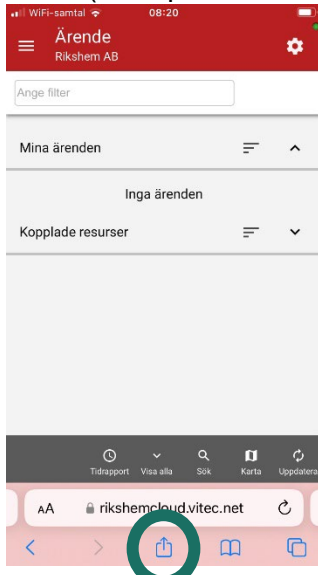 WiFi-samtal 08:20
Ärende
Rikshem AB
Ange filter
Mina ärenden
Inga ärenden
Kopplade resurser
Tidrapport Visa alla Sök Karta Uppdatera
AA rikshemcloud.vitec.net